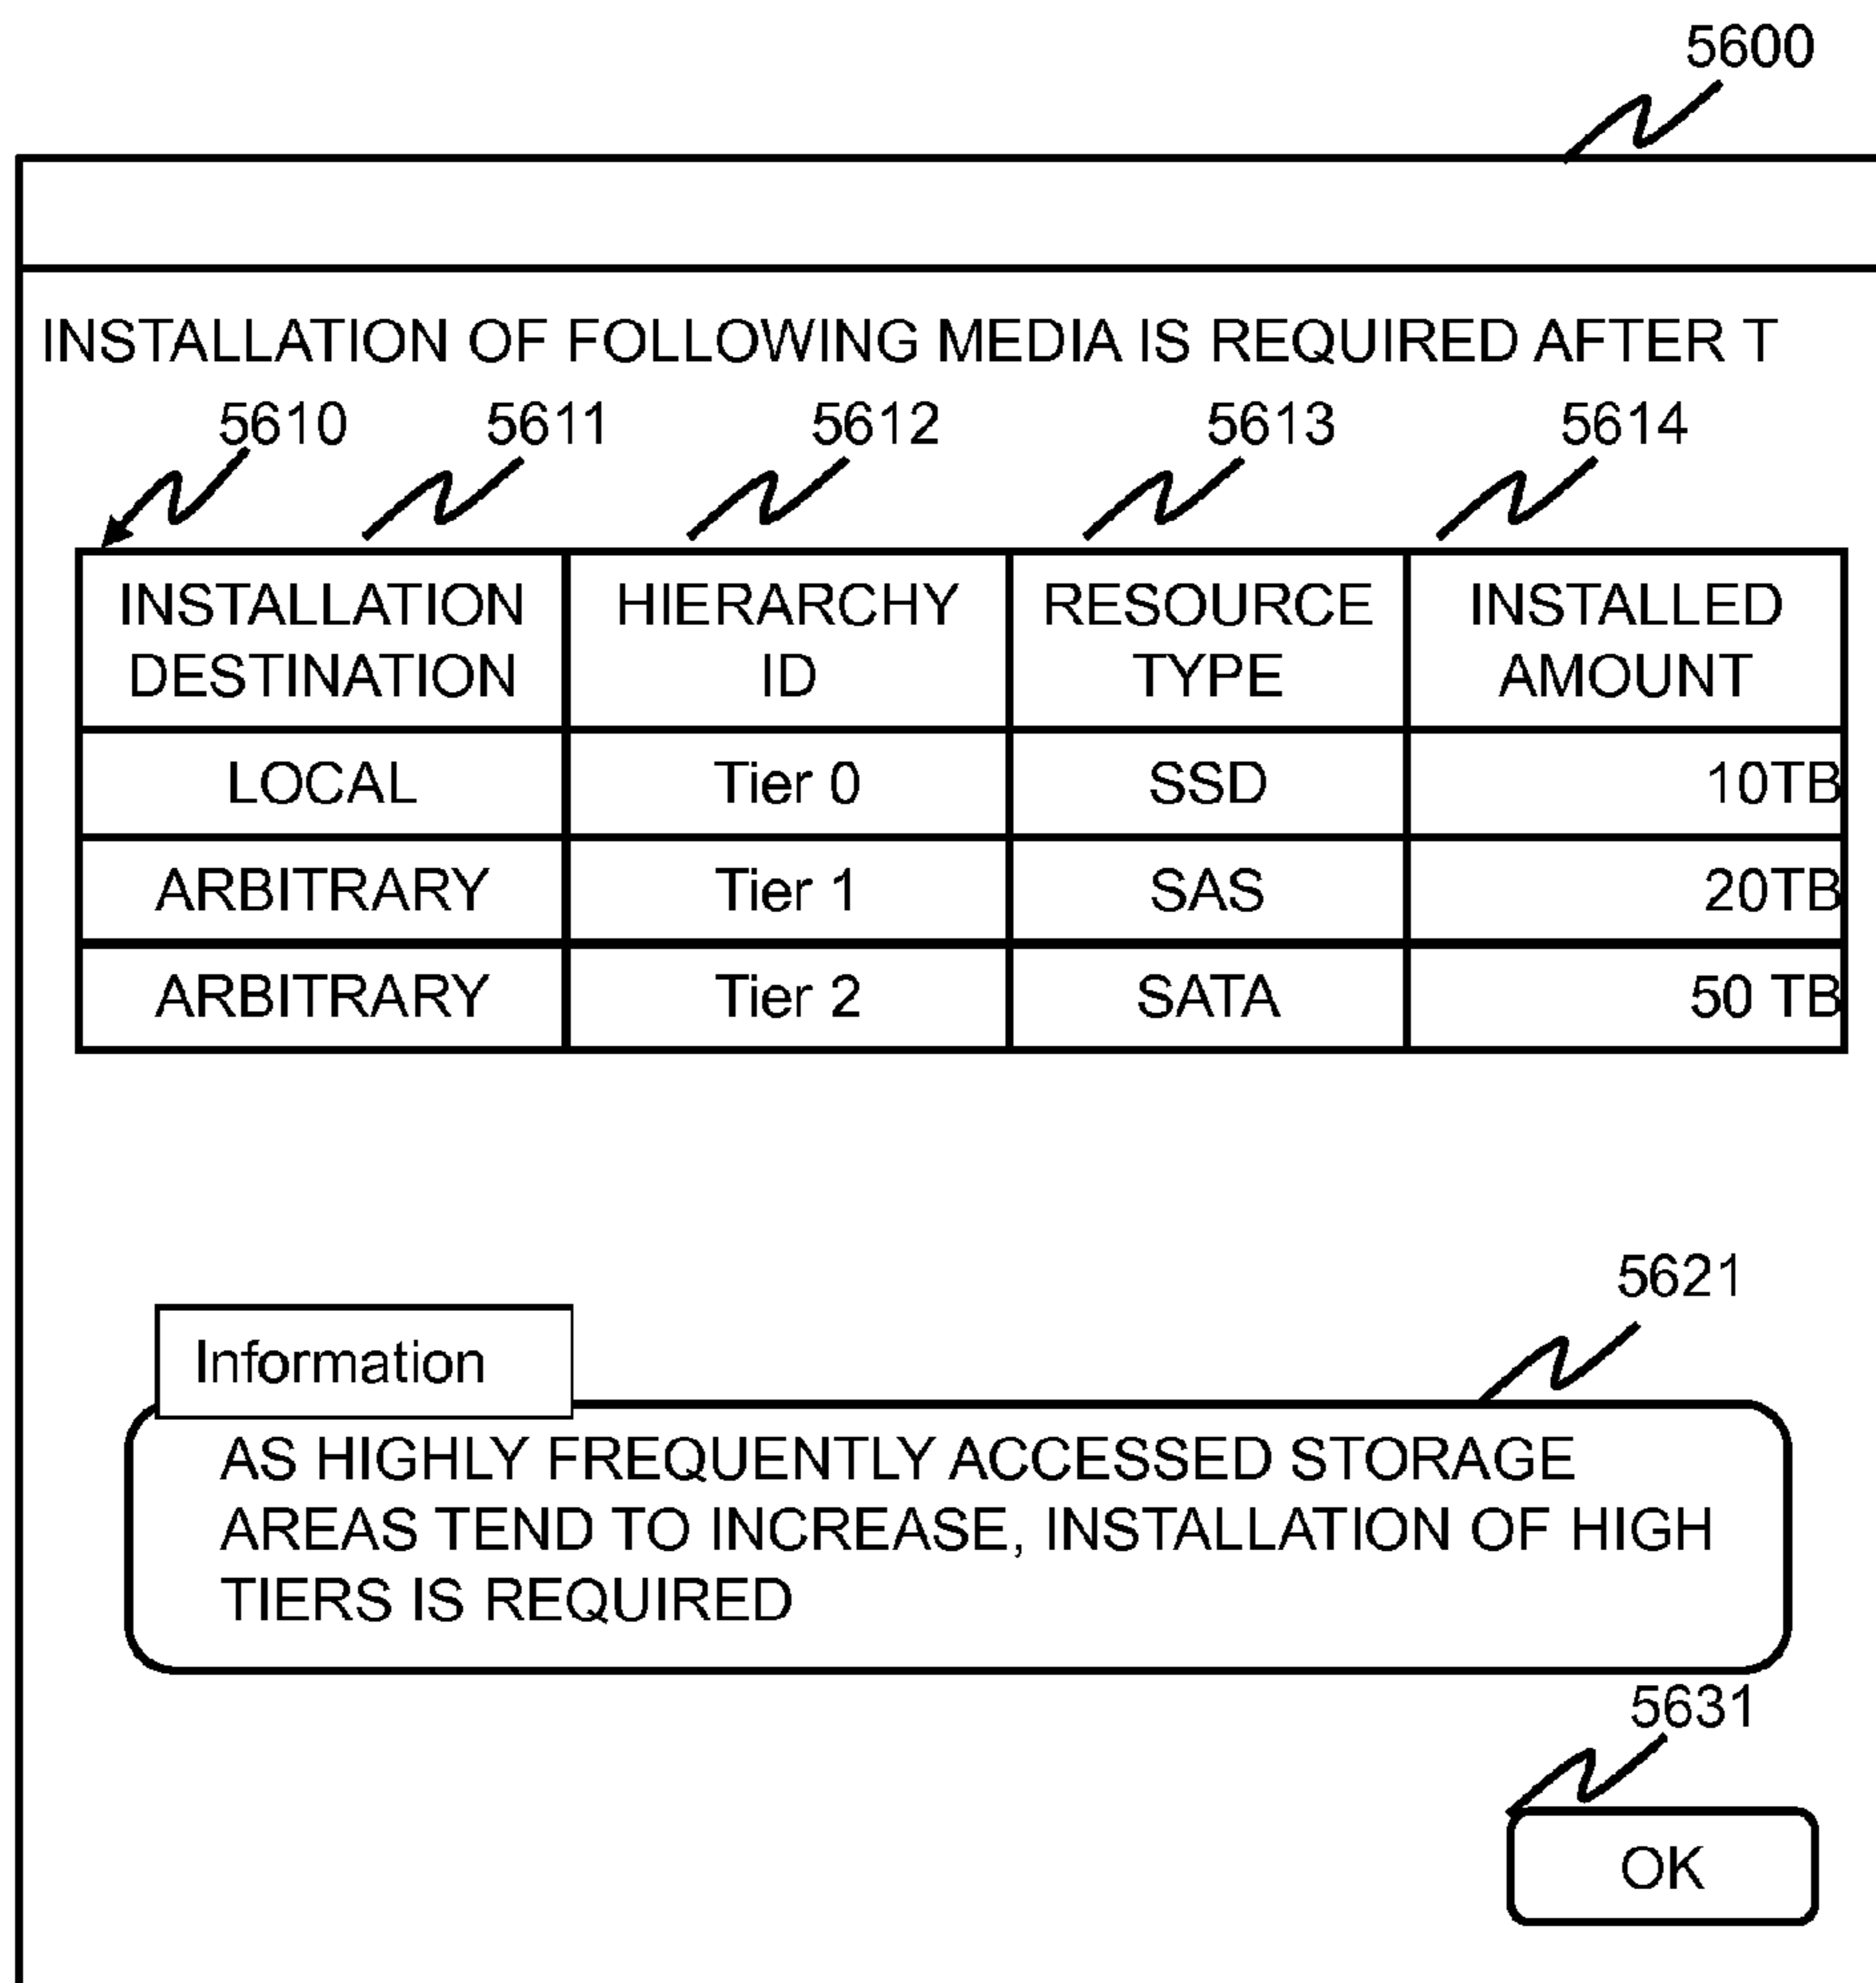 5600
INSTALLATION OF FOLLOWING MEDIA IS REQUIRED AFTER T
5610 5611 5612 5613 5614
INSTALLATION DESTINATION HIERARCHY ID RESOURCE TYPE INSTALLED AMOUNT
LOCAL Tier 0 SSD 10TB
ARBITRARY Tier 1 SAS 20TB
ARBITRARY Tier 2 SATA 50 TB
5621
Information
AS HIGHLY FREQUENTLY ACCESSED STORAGE
AREAS TEND TO INCREASE, INSTALLATION OF HIGH
TIERS IS REQUIRED
5631
OK